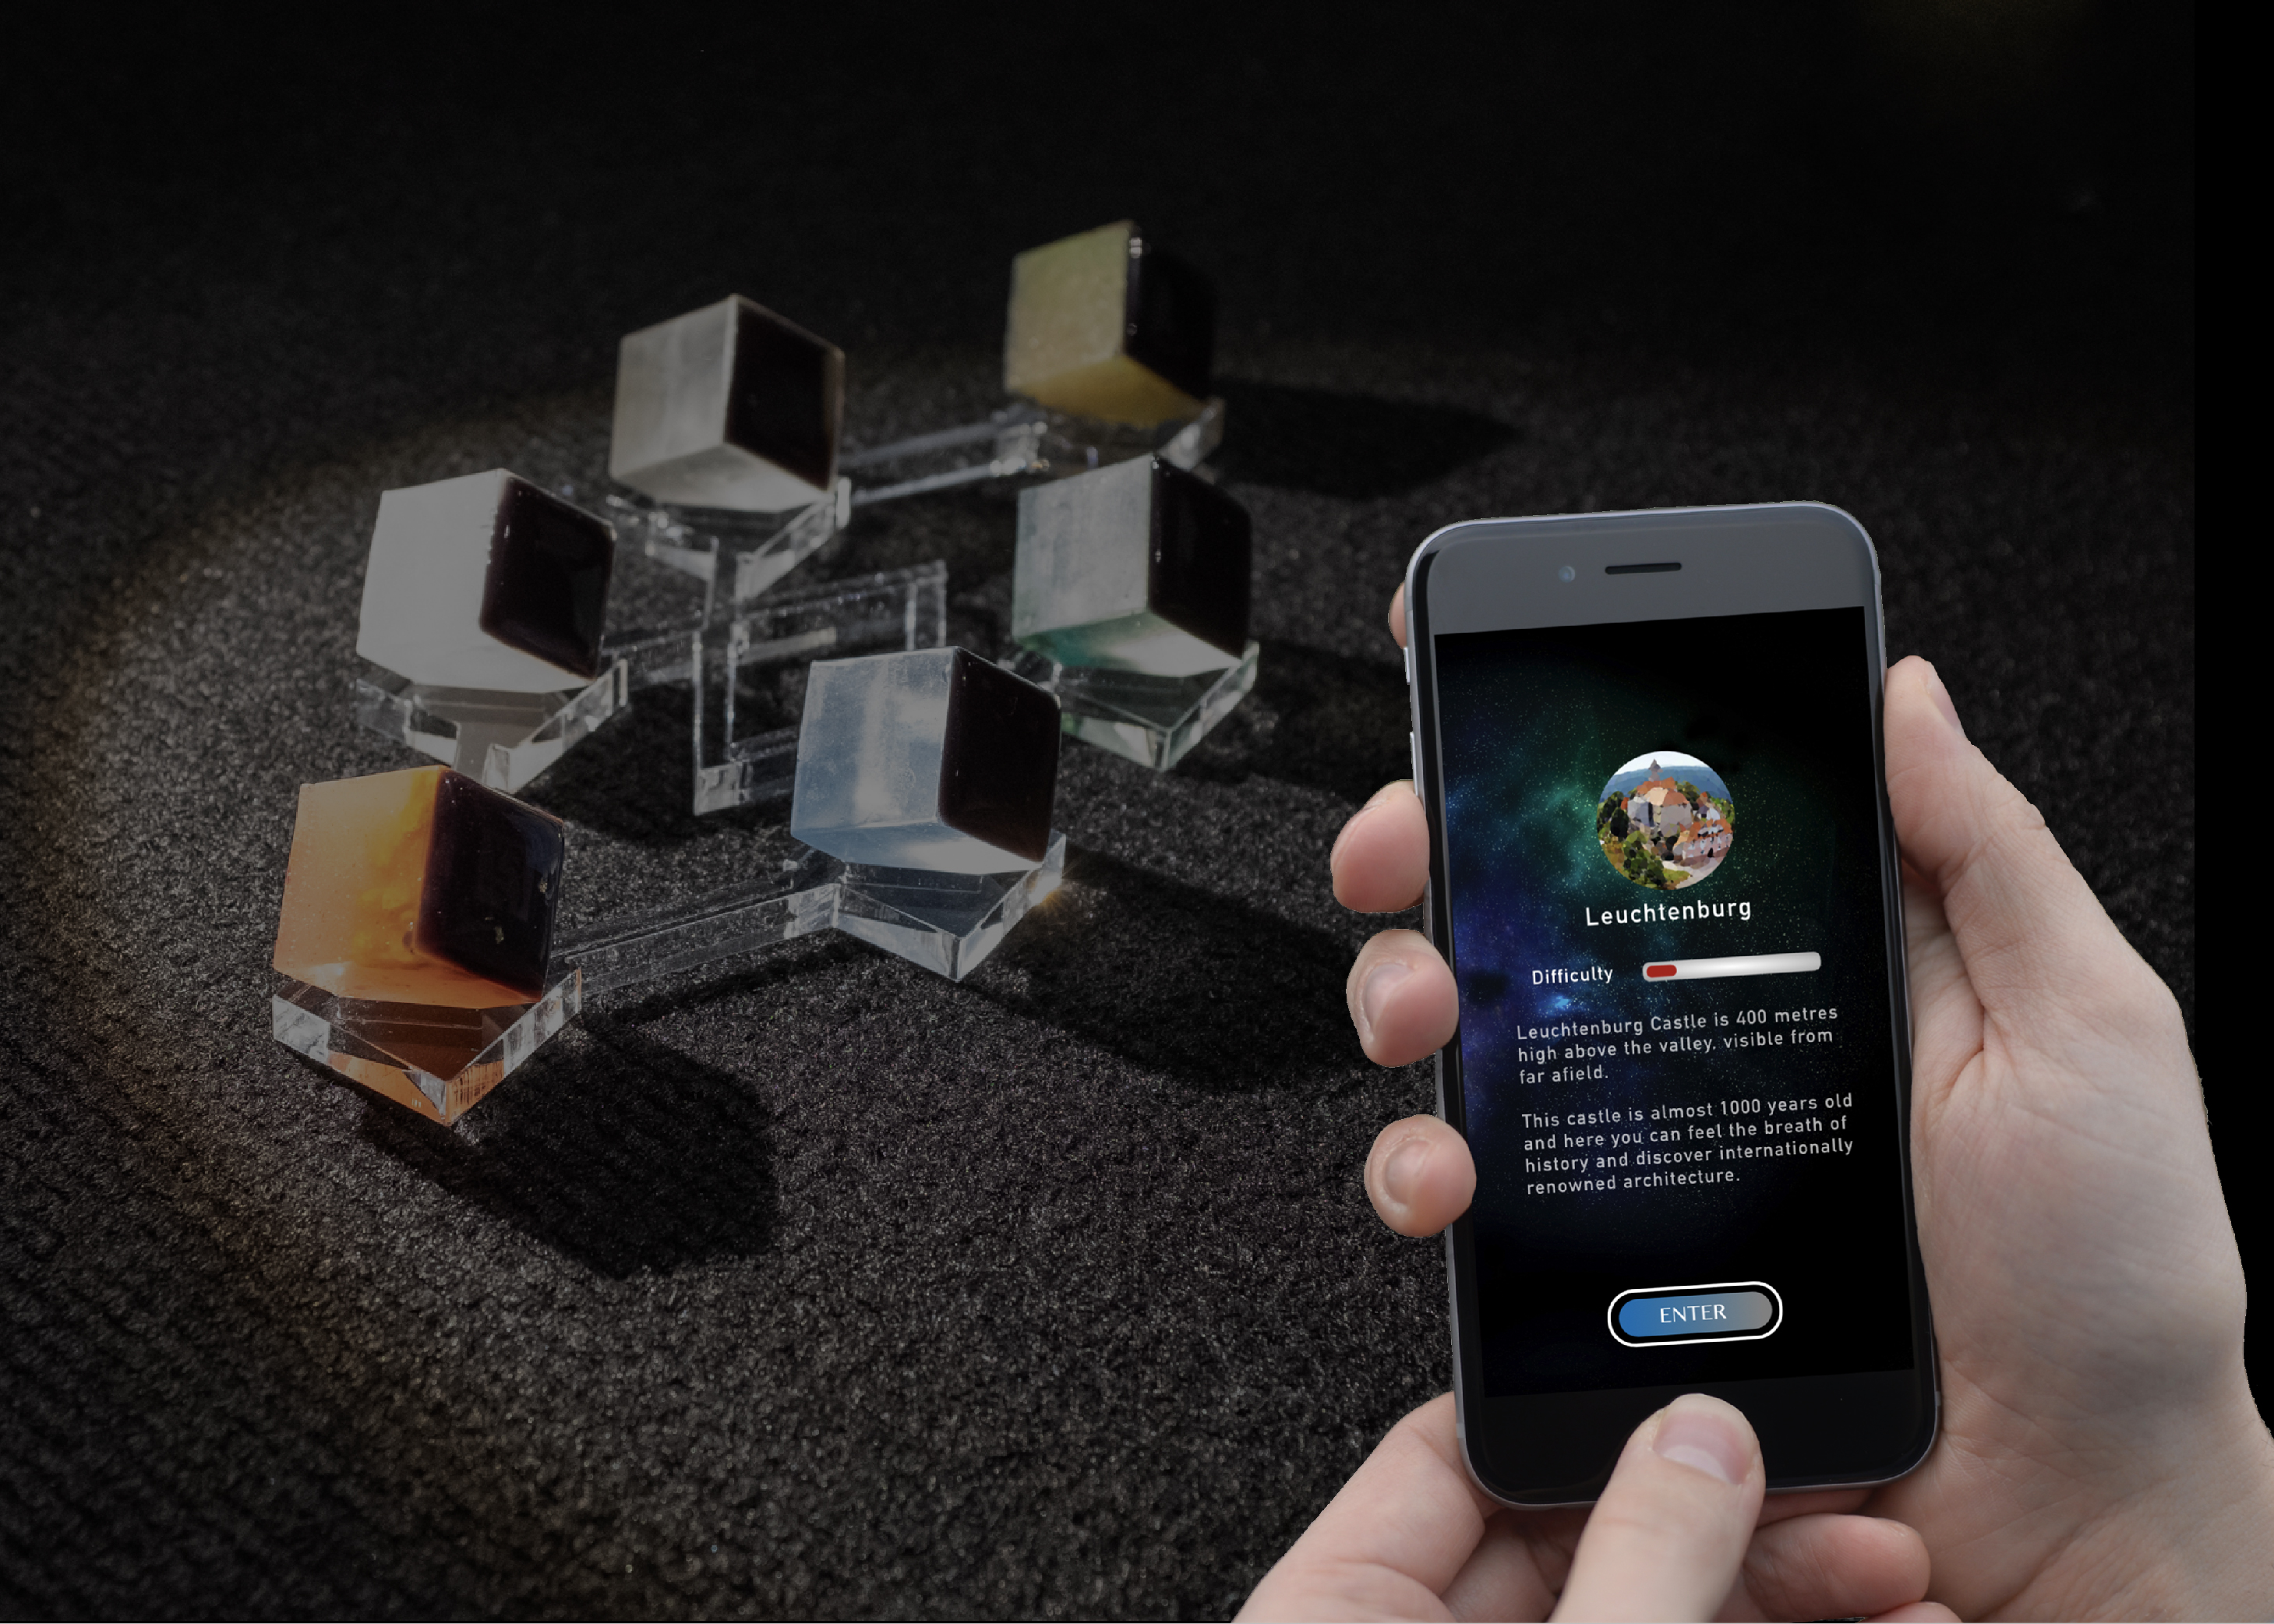 Leuchtenburg
Difficulty
Leuchtenburg Castle is 400 metres
high above the valley, visible from
far afield.
This castle is almost 1000 years old
and here you can feel the breath of
history and discover internationally
renowned architecture.
ENTER